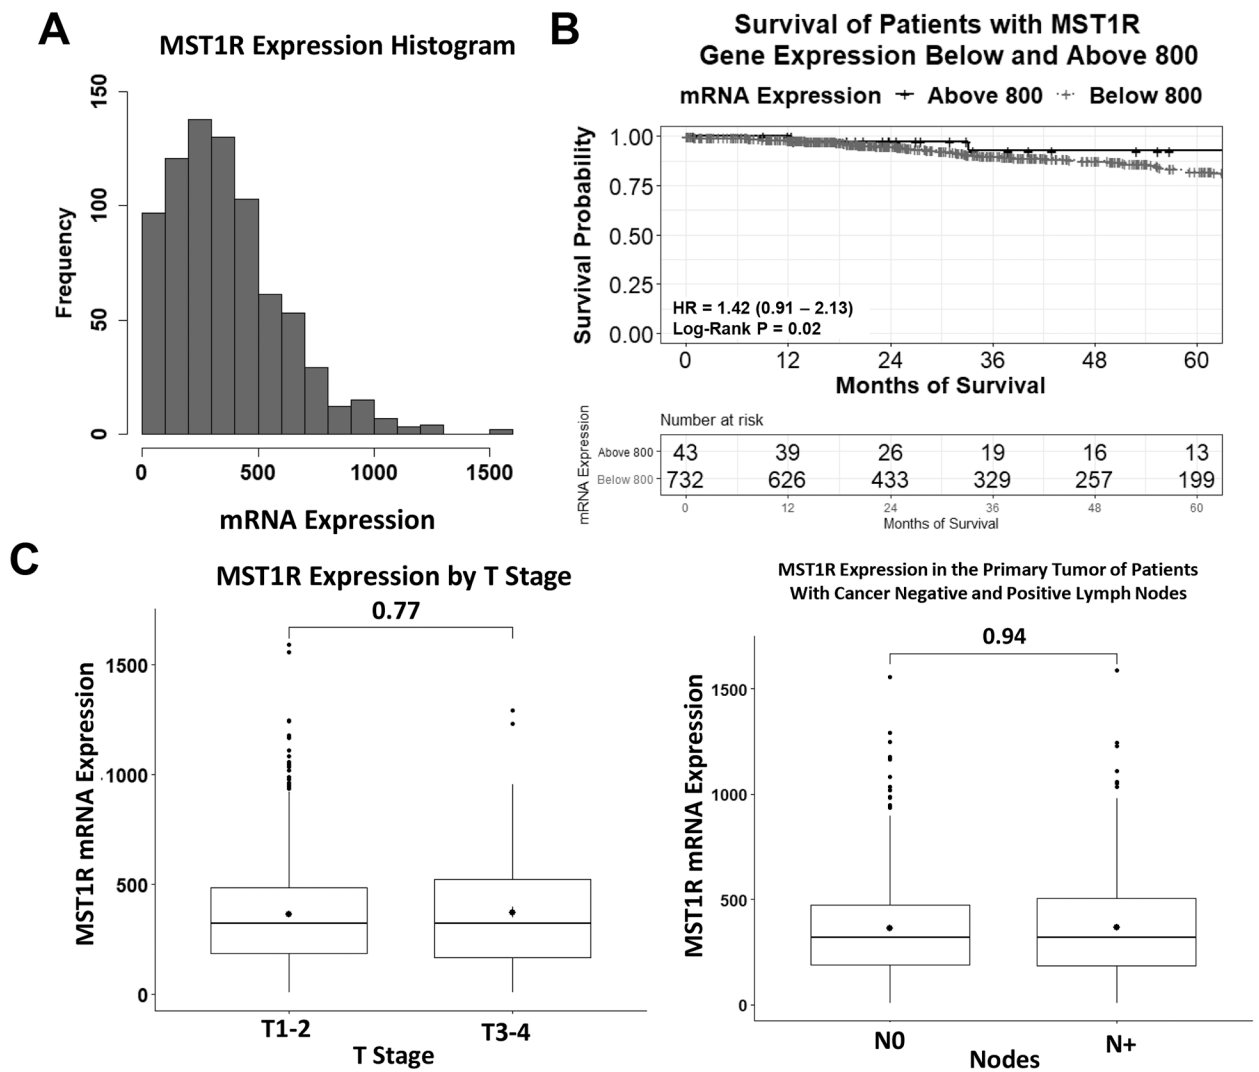 A
MST1R Expression Histogram
Frequency
150
100
50
0
0 500 1000 1500
mRNA Expression
B
Survival of Patients with MST1R
Gene Expression Below and Above 800
mRNA Expression Above 800 Below 800
Survival Probability
1.00
0.75
0.50
0.25
0.00
HR = 1.42 (0.91 – 2.13)
Log-Rank P = 0.02
0 12 24 36 48 60
Months of Survival
Number at risk
mRNA Expression
Above 800 43 39 26 19 16 13
Below 800 732 626 433 329 257 199
0 12 24 36 48 60
Months of Survival
C
MST1R Expression by T Stage
0.77
MST1R mRNA Expression
1500
1000
500
0
T1-2 T3-4
T Stage
MST1R Expression in the Primary Tumor of Patients
With Cancer Negative and Positive Lymph Nodes
0.94
MST1R mRNA Expression
1500
1000
500
0
N0 N+
Nodes